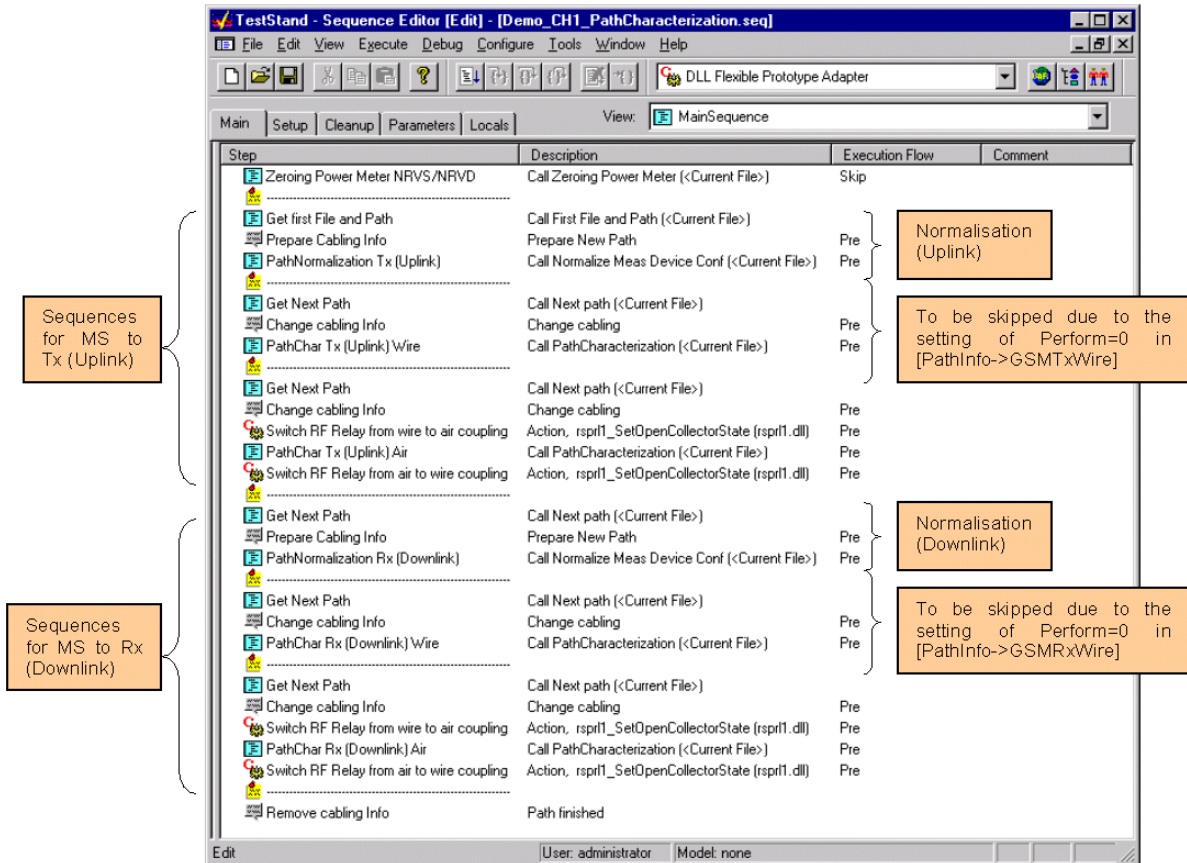 TestStand - Sequence Editor [Edit] - [Demo_CH1_PathCharacterization.seq]
File Edit View Execute Debug Configure Tools Window Help
DLL Flexible Prototype Adapter
Main Setup Cleanup Parameters Locals View: MainSequence
Step Description Execution Flow Comment
Zeroing Power Meter NRVS/NRVD Call Zeroing Power Meter (<Current File>) Skip
Get first File and Path Call First File and Path (<Current File>)
Prepare Cabling Info Prepare New Path Pre
PathNormalization Tx (Uplink) Call Normalize Meas Device Conf (<Current File>) Pre
Normalisation
(Uplink)
Get Next Path Call Next path (<Current File>)
Change cabling Info Change cabling Pre
PathChar Tx (Uplink) Wire Call PathCharacterization (<Current File>) Pre
Sequences
for MS to
Tx (Uplink)
To be skipped due to the
setting of Perform=0 in
[PathInfo->GSMTxWire]
Get Next Path Call Next path (<Current File>)
Change cabling Info Change cabling Pre
Switch RF Relay from wire to air coupling Action, rsprl1_SetOpenCollectorState (rsprl1.dll) Pre
PathChar Tx (Uplink) Air Call PathCharacterization (<Current File>) Pre
Switch RF Relay from air to wire coupling Action, rsprl1_SetOpenCollectorState (rsprl1.dll) Pre
Get Next Path Call Next path (<Current File>)
Prepare Cabling Info Prepare New Path Pre
PathNormalization Rx (Downlink) Call Normalize Meas Device Conf (<Current File>) Pre
Normalisation
(Downlink)
Get Next Path Call Next path (<Current File>)
Change cabling Info Change cabling Pre
PathChar Rx (Downlink) Wire Call PathCharacterization (<Current File>) Pre
Sequences
for MS to Rx
(Downlink)
To be skipped due to the
setting of Perform=0 in
[PathInfo->GSMRxWire]
Get Next Path Call Next path (<Current File>)
Change cabling Info Change cabling Pre
Switch RF Relay from wire to air coupling Action, rsprl1_SetOpenCollectorState (rsprl1.dll) Pre
PathChar Rx (Downlink) Air Call PathCharacterization (<Current File>) Pre
Switch RF Relay from air to wire coupling Action, rsprl1_SetOpenCollectorState (rsprl1.dll) Pre
Remove cabling Info Path finished
Edit User: administrator Model: none